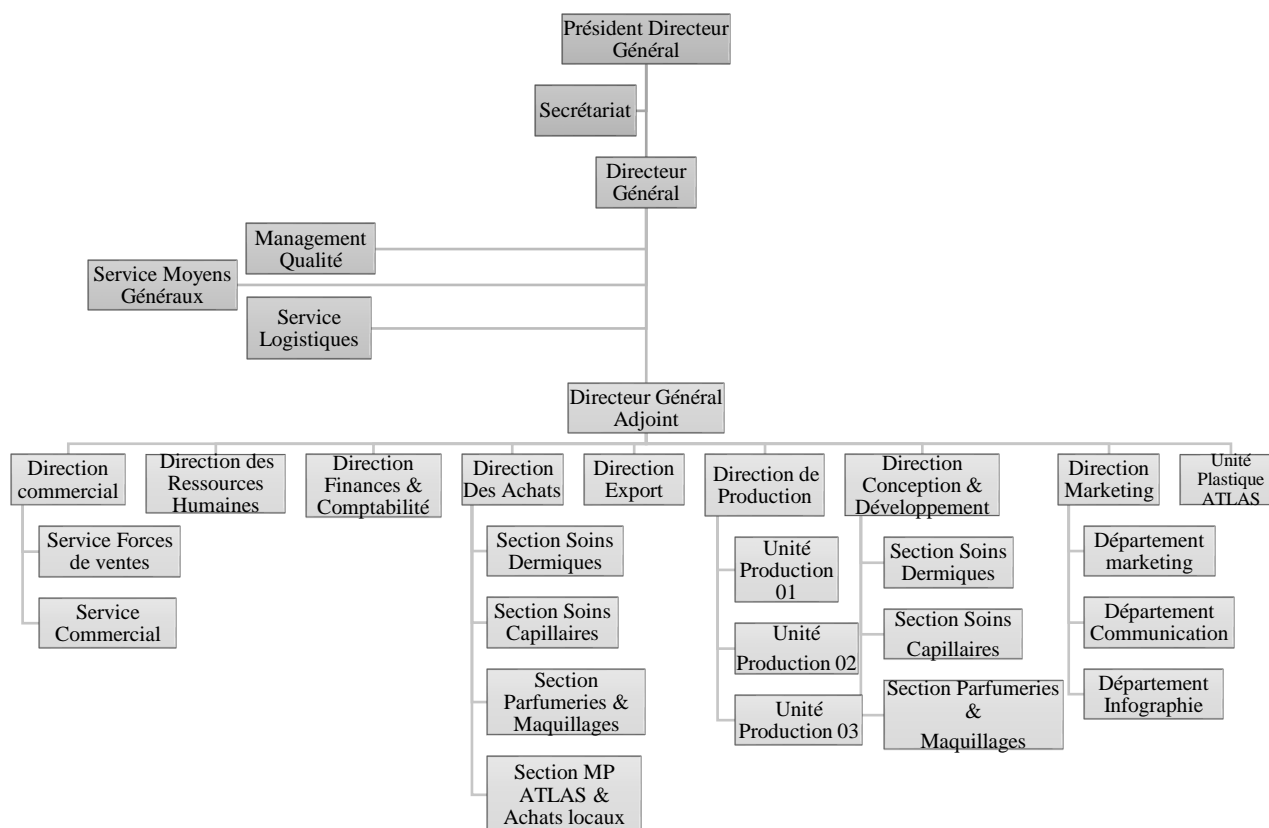 Président Directeur
Général
Secrétariat
Directeur
Général
Management
Qualité
Service Moyens
Généraux
Service
Logistiques
Directeur Général
Adjoint
Direction
commercial
Service Forces
de ventes
Service
Commercial
Direction des
Ressources
Humaines
Direction
Finances &
Comptabilité
Direction
Des Achats
Section Soins
Dermiques
Section Soins
Capillaires
Section
Parfumeries &
Maquillages
Section MP
ATLAS &
Achats locaux
Direction
Export
Direction de
Production
Unité
Production
01
Unité
Production 02
Unité
Production 03
Direction
Conception &
Développement
Section Soins
Dermiques
Section Soins
Capillaires
Section Parfumeries
&
Maquillages
Direction
Marketing
Département
marketing
Département
Communication
Département
Infographie
Unité
Plastique
ATLAS